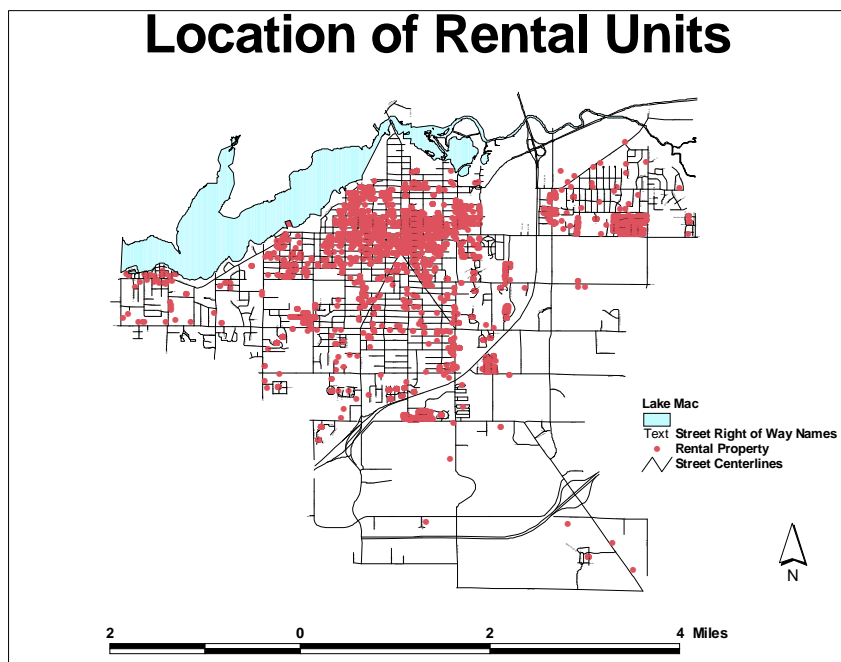 Location of Rental Units
Lake Mac
Text Street Right of Way Names
Rental Property
Street Centerlines
N
2 0 2 4 Miles